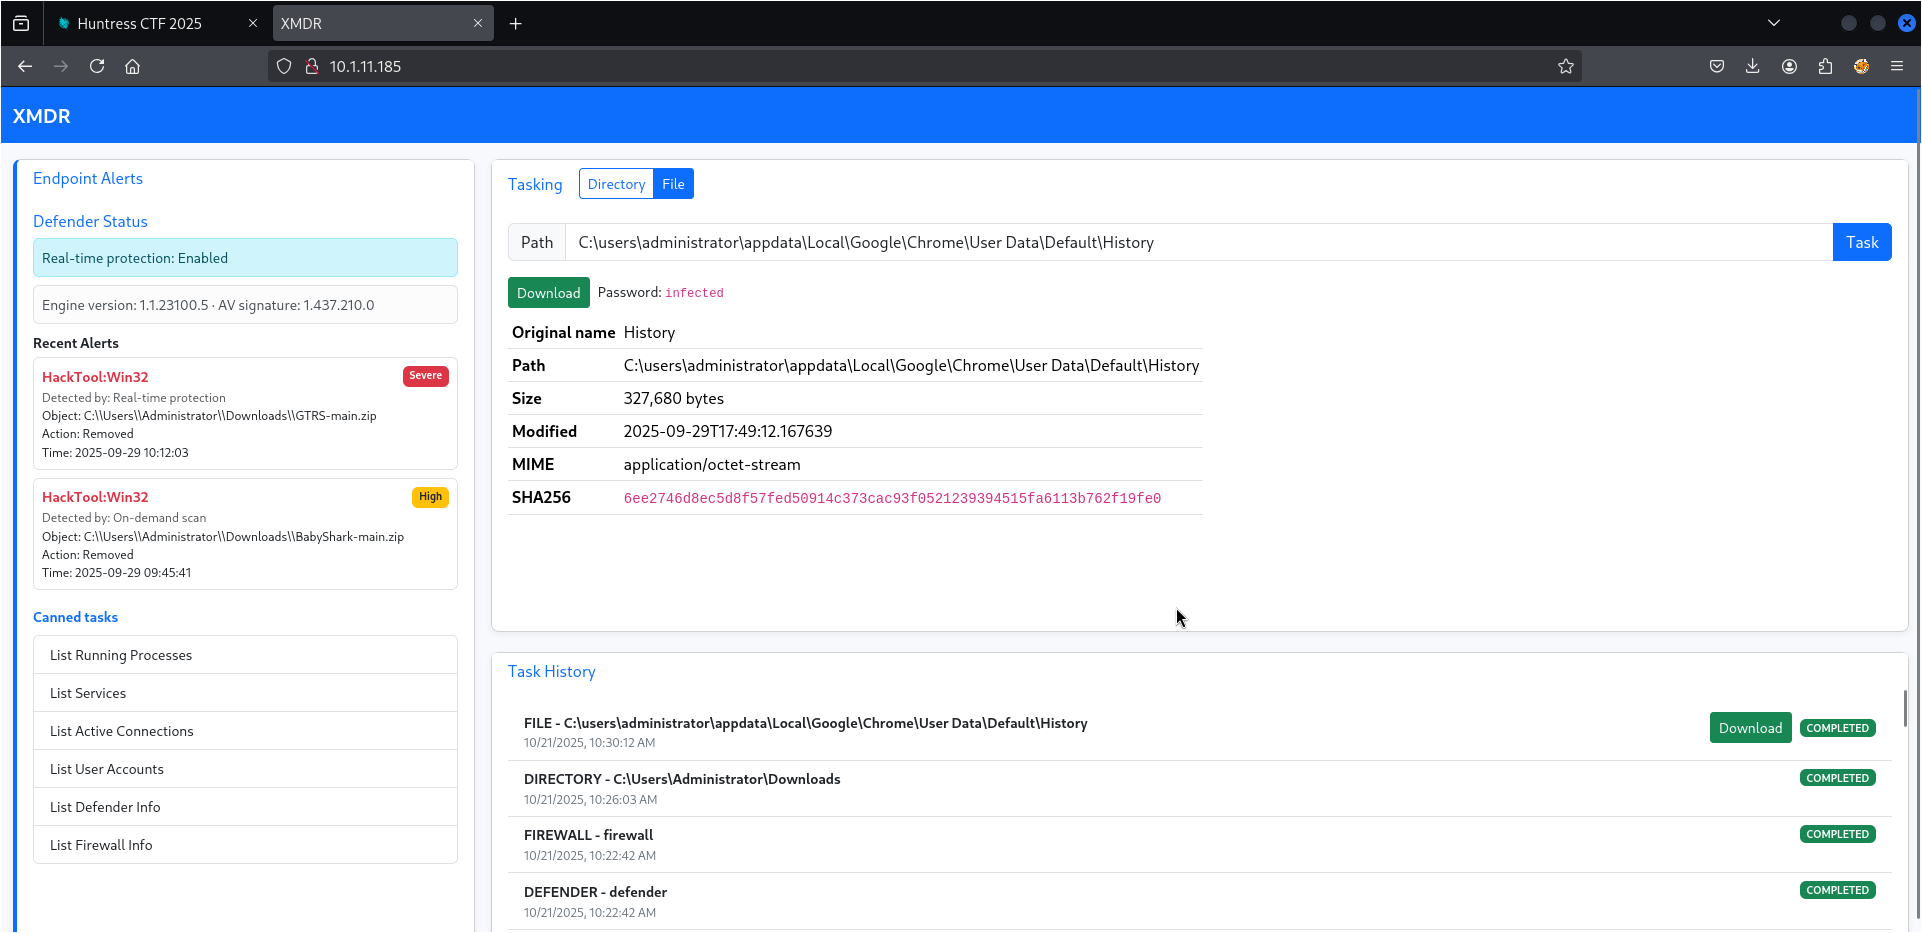 Huntress CTF 2025
XMDR
10.1.11.185
XMDR
Endpoint Alerts
Defender Status
Real-time protection: Enabled
Engine version: 1.1.23100.5 · AV signature: 1.437.210.0
Recent Alerts
HackTool:Win32
Severe
Detected by: Real-time protection
Object: C:\\Users\\Administrator\\Downloads\\GTRS-main.zip
Action: Removed
Time: 2025-09-29 10:12:03
HackTool:Win32
High
Detected by: On-demand scan
Object: C:\\Users\\Administrator\\Downloads\\BabyShark-main.zip
Action: Removed
Time: 2025-09-29 09:45:41
Canned tasks
List Running Processes
List Services
List Active Connections
List User Accounts
List Defender Info
List Firewall Info
Tasking Directory File
Path C:\users\administrator\appdata\Local\Google\Chrome\User Data\Default\History Task
Download Password: infected
Original name History
Path C:\users\administrator\appdata\Local\Google\Chrome\User Data\Default\History
Size 327,680 bytes
Modified 2025-09-29T17:49:12.167639
MIME application/octet-stream
SHA256 6ee2746d8ec5d8f57fed50914c373cac93f0521239394515fa6113b762f19fe0
Task History
FILE - C:\users\administrator\appdata\Local\Google\Chrome\User Data\Default\History
10/21/2025, 10:30:12 AM
Download COMPLETED
DIRECTORY - C:\Users\Administrator\Downloads
10/21/2025, 10:26:03 AM
COMPLETED
FIREWALL - firewall
10/21/2025, 10:22:42 AM
COMPLETED
DEFENDER - defender
10/21/2025, 10:22:42 AM
COMPLETED